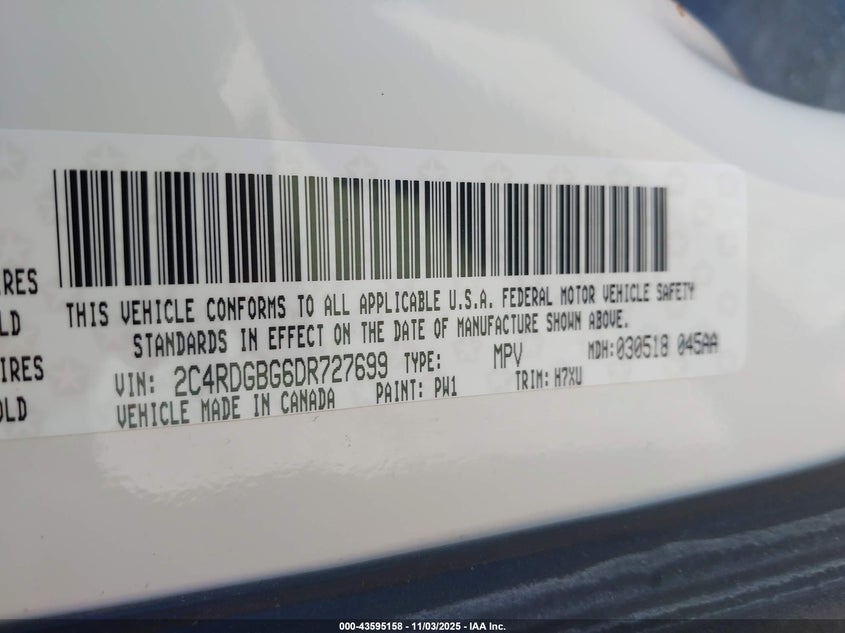 THIS VEHICLE CONFORMS TO ALL APPLICABLE U.S.A. FEDERAL MOTOR VEHICLE SAFETY
IRES
LD
STANDARDS IN EFFECT ON THE DATE OF MANUFACTURE SHOWN ABOVE.
IRES
OLD
VIN: 2C4RDGBG6DR727699 TYPE: MPV MDH:030518 045AA
VEHICLE MADE IN CANADA PAINT: PW1 TRIM: H7XU
000-43595158 - 11/03/2025 - IAA Inc.